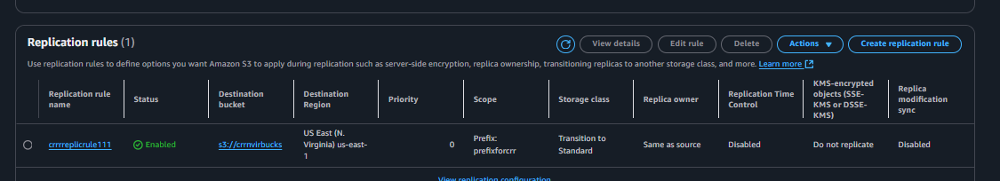 Replication rules (1)
View details
Edit rule
Delete
Actions
Create replication rule
Use replication rules to define options you want Amazon S3 to apply during replication such as server-side encryption, replica ownership, transitioning replicas to another storage class, and more. Learn more
Replication rule
name
Status
Destination
bucket
Destination
Region
Priority
Scope
Storage class
Replica owner
Replication Time
Control
KMS-encrypted
objects (SSE-
KMS or DSSE-
KMS)
Replica
modification
sync
crrrreplicrule111
Enabled
s3://crrnvirbucks
US East (N.
Virginia) us-east-
1
0
Prefix:
prefixforcrr
Transition to
Standard
Same as source
Disabled
Do not replicate
Disabled
View replication configuration